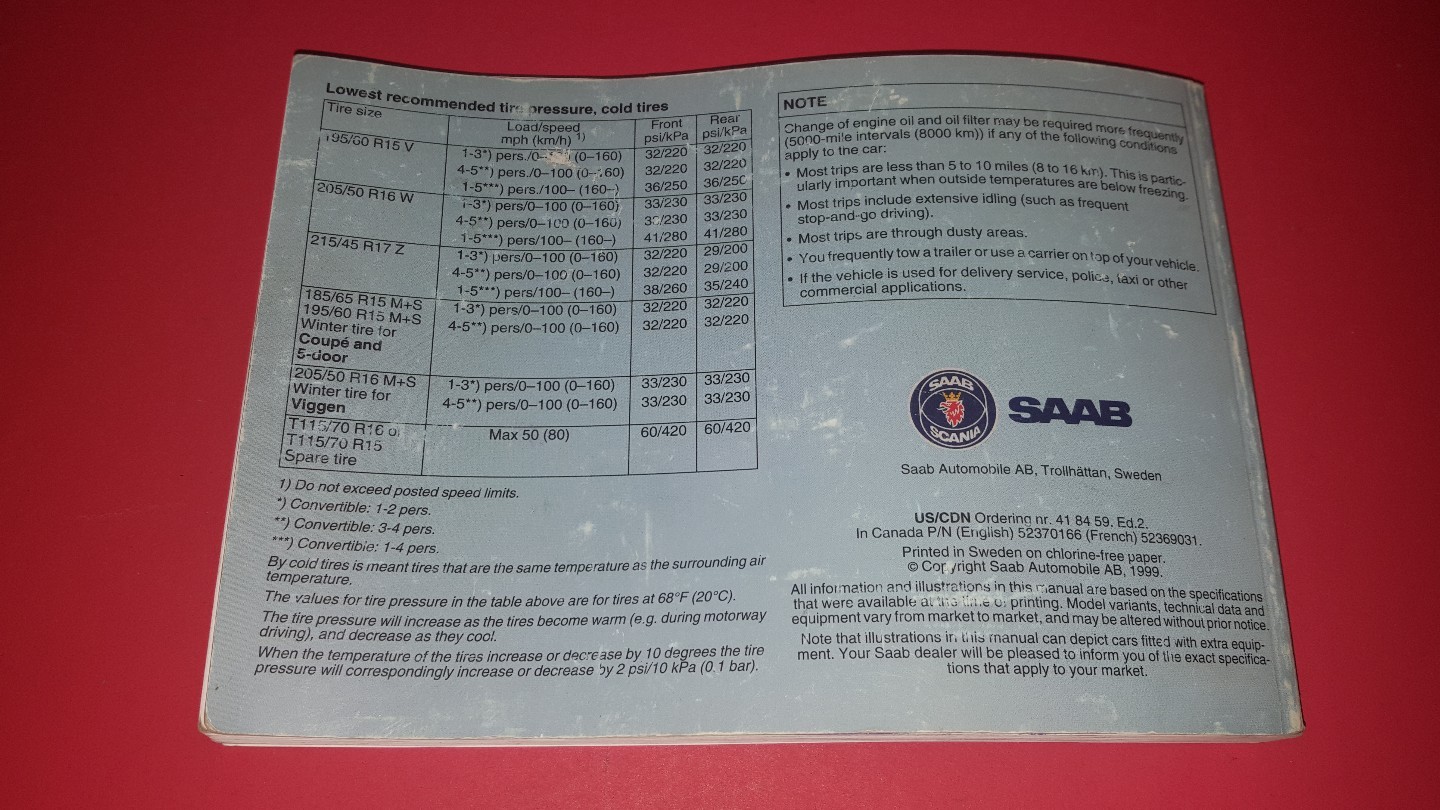 Lowest recommended tire pressure, cold tires
Tire size Load/speed mph (km/h) 1) Front psi/kPa Rear psi/kPa
195/60 R15 V 1-3*) pers./0– (0–160) 32/220 32/220
4-5**) pers./0–100 (0–160) 32/220 32/220
1-5***) pers./100– (160–) 36/250 36/250
205/50 R16 W 1-3*) pers/0–100 (0–160) 33/230 33/230
4-5**) pers/0–100 (0–160) 33/230 33/230
1-5***) pers/100– (160–) 41/280 41/280
215/45 R17 Z 1-3*) pers/0–100 (0–160) 32/220 29/200
4-5**) pers/0–100 (0–160) 32/220 29/200
1-5***) pers/100– (160–) 38/260 35/240
185/65 R15 M+S 1-3*) pers/0–100 (0–160) 32/220 32/220
195/60 R15 M+S 4-5**) pers/0–100 (0–160) 32/220 32/220
Winter tire for
Coupé and
5-door
205/50 R16 M+S 1-3*) pers/0–100 (0–160) 33/230 33/230
Winter tire for 4-5**) pers/0–100 (0–160) 33/230 33/230
Viggen
T115/70 R16 or Max 50 (80) 60/420 60/420
T115/70 R15
Spare tire
1) Do not exceed posted speed limits.
*) Convertible: 1-2 pers.
**) Convertible: 3-4 pers.
***) Convertible: 1-4 pers.
By cold tires is meant tires that are the same temperature as the surrounding air
temperature.
The values for tire pressure in the table above are for tires at 68°F (20°C).
The tire pressure will increase as the tires become warm (e.g. during motorway
driving), and decrease as they cool.
When the temperature of the tires increase or decrease by 10 degrees the tire
pressure will correspondingly increase or decrease by 2 psi/10 kPa (0.1 bar).
NOTE
Change of engine oil and oil filter may be required more frequently
(5000-mile intervals (8000 km)) if any of the following conditions
apply to the car:
• Most trips are less than 5 to 10 miles (8 to 16 km). This is partic-
ularly important when outside temperatures are below freezing.
• Most trips include extensive idling (such as frequent
stop-and-go driving).
• Most trips are through dusty areas.
• You frequently tow a trailer or use a carrier on top of your vehicle.
• If the vehicle is used for delivery service, police, taxi or other
commercial applications.
SAAB
SCANIA
SAAB
Saab Automobile AB, Trollhättan, Sweden
US/CDN Ordering nr. 41 84 59. Ed.2.
In Canada P/N (English) 52370166 (French) 52369031.
Printed in Sweden on chlorine-free paper.
© Copyright Saab Automobile AB, 1999.
All information and illustrations in this manual are based on the specifications
that were available at the time of printing. Model variants, technical data and
equipment vary from market to market, and may be altered without prior notice.
Note that illustrations in this manual can depict cars fitted with extra equip-
ment. Your Saab dealer will be pleased to inform you of the exact specifica-
tions that apply to your market.